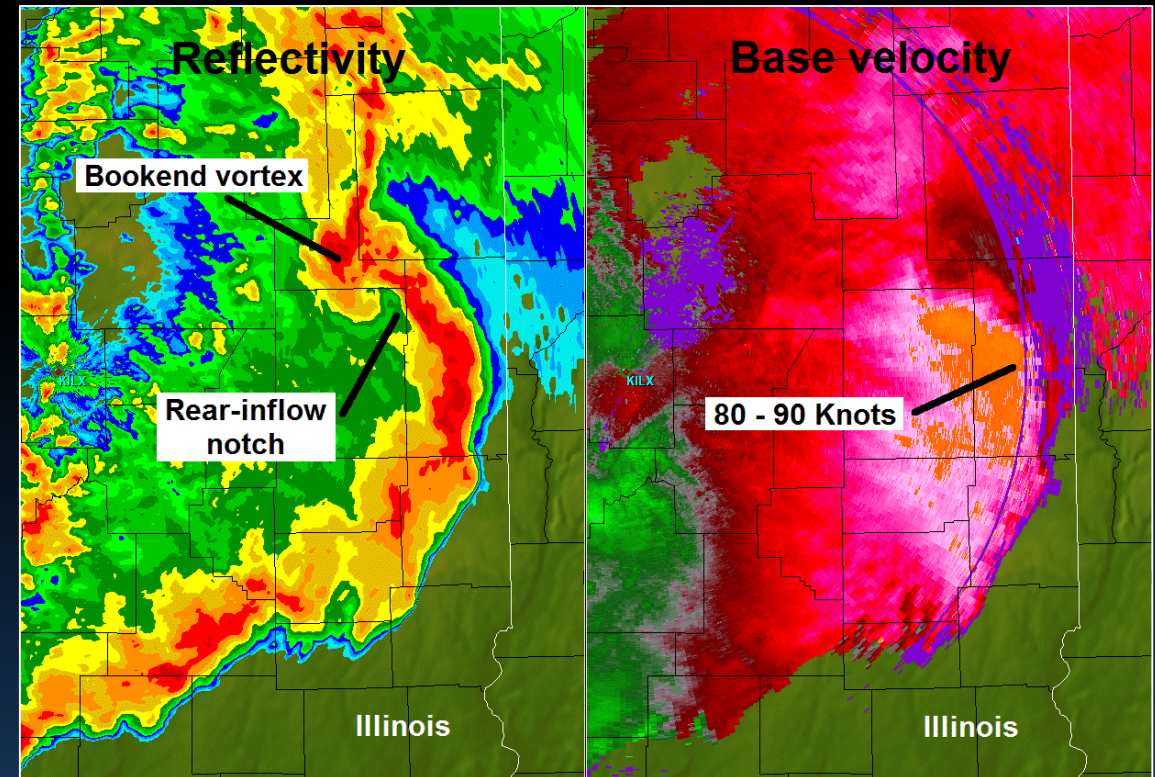 Reflectivity
Bookend vortex
KILX
Rear-inflow
notch
Illinois
Base velocity
KILX
80 - 90 Knots
Illinois